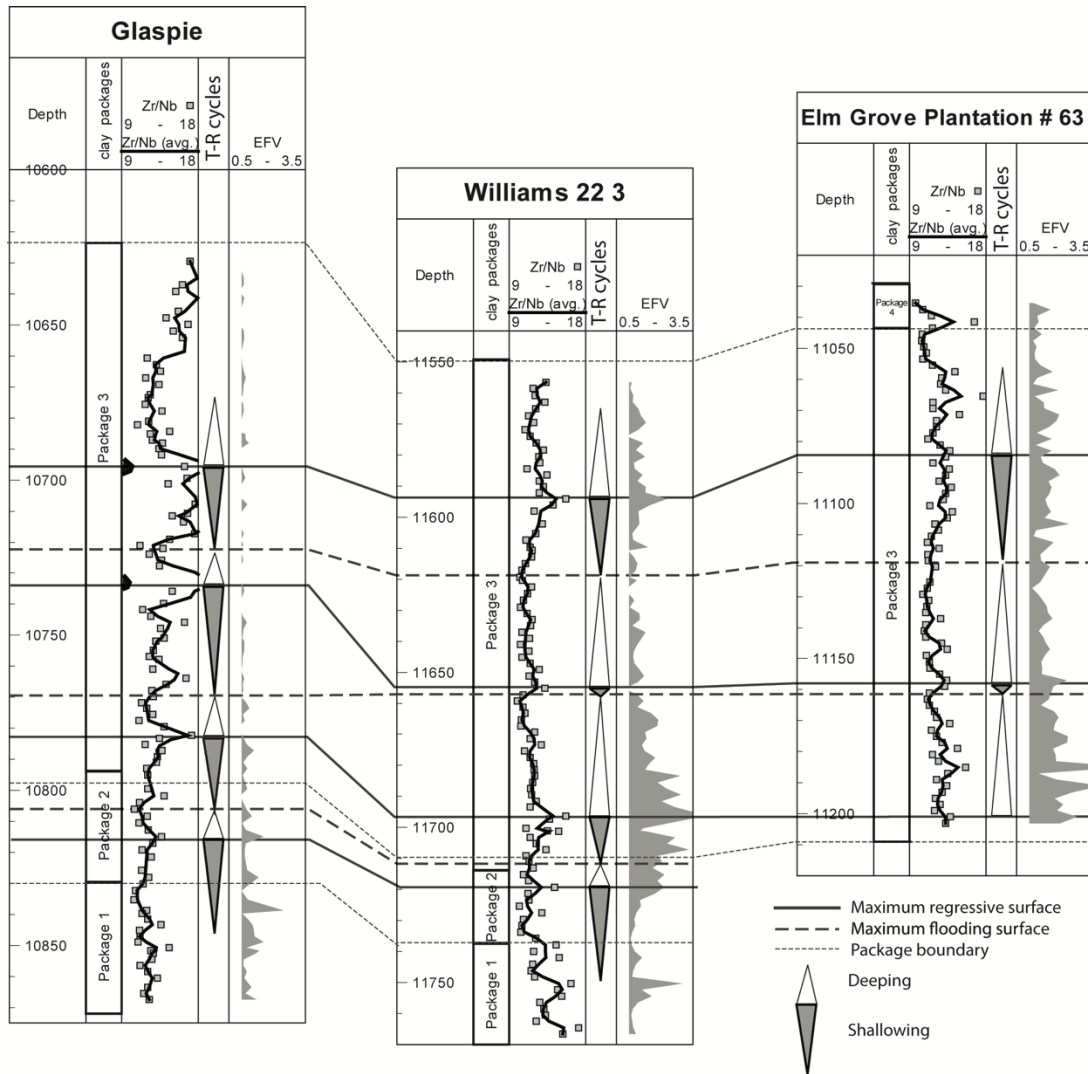 Glaspie
Depth
clay packages
Zr/Nb
9 - 18
Zr/Nb (avg.)
9 - 18
T-R cycles
EFV
0.5 - 3.5
10600
10650
10700
10750
10800
10850
Package 3
Package 2
Package 1
Williams 22 3
Depth
clay packages
Zr/Nb
9 - 18
Zr/Nb (avg.)
9 - 18
T-R cycles
EFV
0.5 - 3.5
11550
11600
11650
11700
11750
Package 3
Package 2
Package 1
Elm Grove Plantation # 63
Depth
clay packages
Zr/Nb
9 - 18
Zr/Nb (avg.)
9 - 18
T-R cycles
EFV
0.5 - 3.5
11050
11100
11150
11200
Package
4
Package 3
Maximum regressive surface
Maximum flooding surface
Package boundary
Deeping
Shallowing